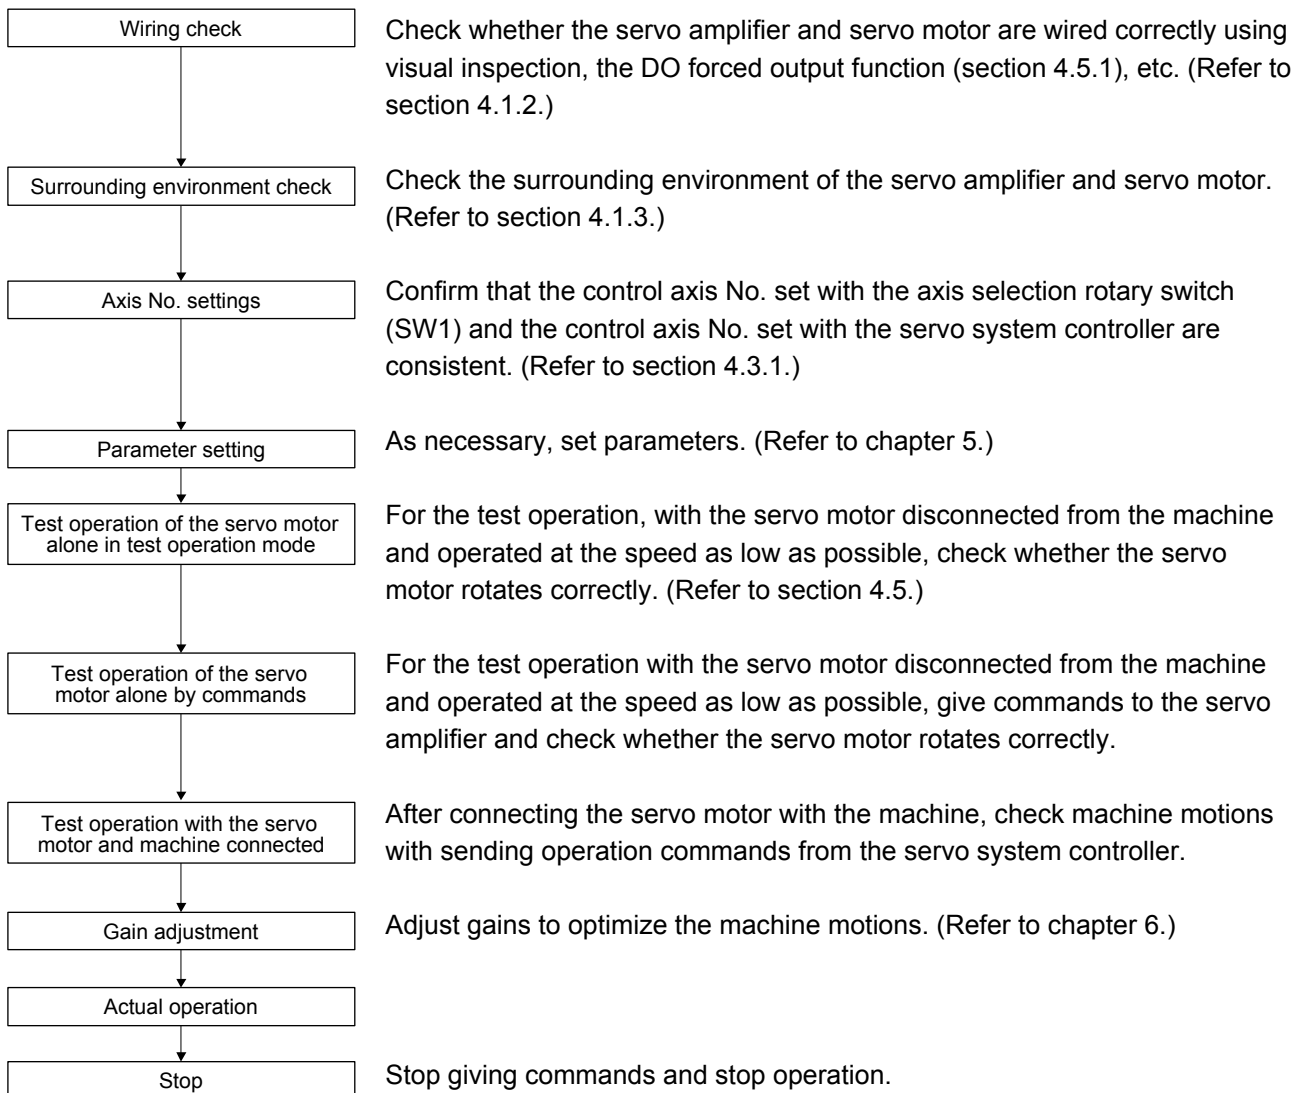 Wiring check
Check whether the servo amplifier and servo motor are wired correctly using
visual inspection, the DO forced output function (section 4.5.1), etc. (Refer to
section 4.1.2.)
Surrounding environment check
Check the surrounding environment of the servo amplifier and servo motor.
(Refer to section 4.1.3.)
Axis No. settings
Confirm that the control axis No. set with the axis selection rotary switch
(SW1) and the control axis No. set with the servo system controller are
consistent. (Refer to section 4.3.1.)
Parameter setting
As necessary, set parameters. (Refer to chapter 5.)
Test operation of the servo motor
alone in test operation mode
For the test operation, with the servo motor disconnected from the machine
and operated at the speed as low as possible, check whether the servo
motor rotates correctly. (Refer to section 4.5.)
Test operation of the servo
motor alone by commands
For the test operation with the servo motor disconnected from the machine
and operated at the speed as low as possible, give commands to the servo
amplifier and check whether the servo motor rotates correctly.
Test operation with the servo
motor and machine connected
After connecting the servo motor with the machine, check machine motions
with sending operation commands from the servo system controller.
Gain adjustment
Adjust gains to optimize the machine motions. (Refer to chapter 6.)
Actual operation
Stop
Stop giving commands and stop operation.